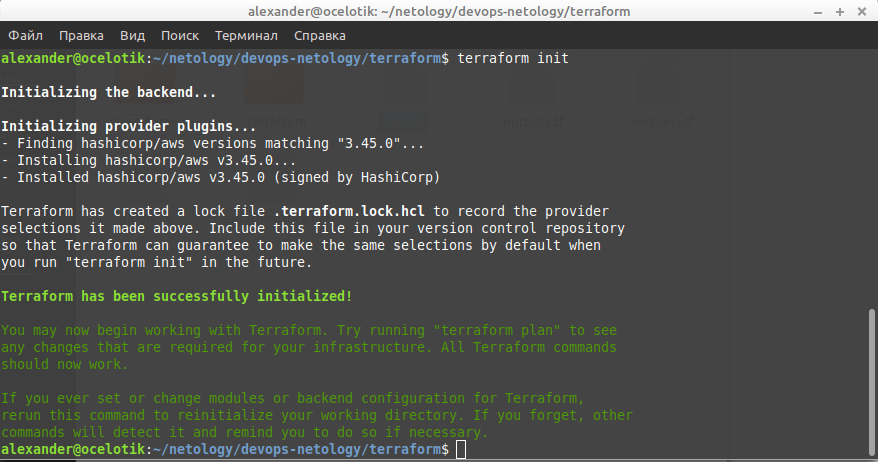 alexander@ocelotik: ~/netology/devops-netology/terraform
Файл Правка Вид Поиск Терминал Справка
alexander@ocelotik:~/netology/devops-netology/terraform$ terraform init
Initializing the backend...
Initializing provider plugins...
- Finding hashicorp/aws versions matching "3.45.0"...
- Installing hashicorp/aws v3.45.0...
- Installed hashicorp/aws v3.45.0 (signed by HashiCorp)
Terraform has created a lock file .terraform.lock.hcl to record the provider
selections it made above. Include this file in your version control repository
so that Terraform can guarantee to make the same selections by default when
you run "terraform init" in the future.
Terraform has been successfully initialized!
You may now begin working with Terraform. Try running "terraform plan" to see
any changes that are required for your infrastructure. All Terraform commands
should now work.
If you ever set or change modules or backend configuration for Terraform,
rerun this command to reinitialize your working directory. If you forget, other
commands will detect it and remind you to do so if necessary.
alexander@ocelotik:~/netology/devops-netology/terraform$